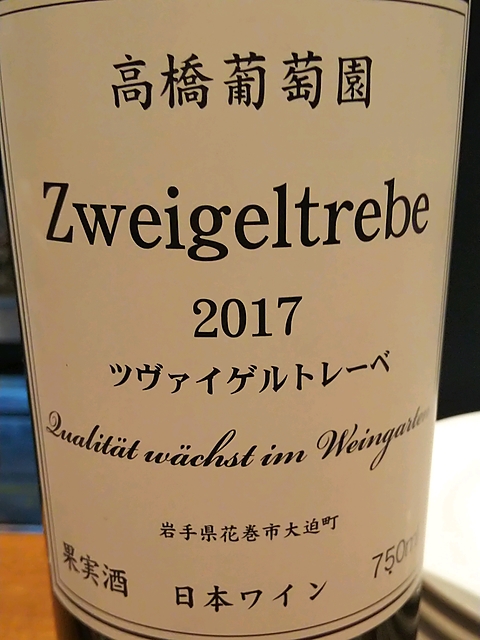 高橋葡萄園
Zweigeltrebe
2017
ツヴァイゲルトレーベ
Qualität wächst im Weingarten
岩手県花巻市大迫町
果実酒
日本ワイン
750ml